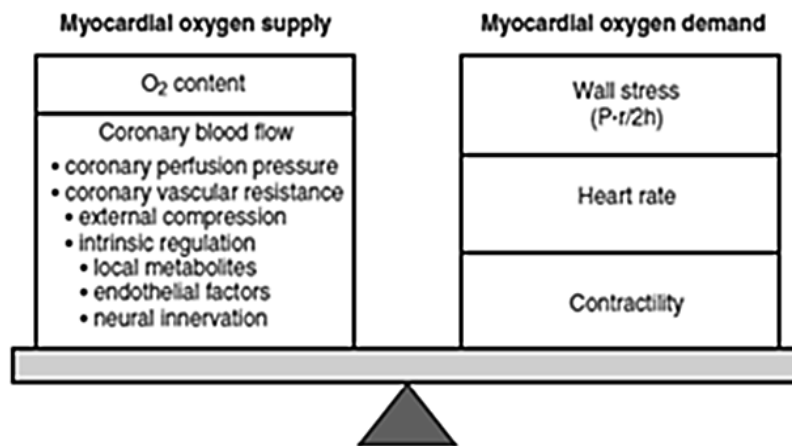 Myocardial oxygen supply
O₂ content
Coronary blood flow
• coronary perfusion pressure
• coronary vascular resistance
• external compression
• intrinsic regulation
• local metabolites
• endothelial factors
• neural innervation
Myocardial oxygen demand
Wall stress
(P·r/2h)
Heart rate
Contractility